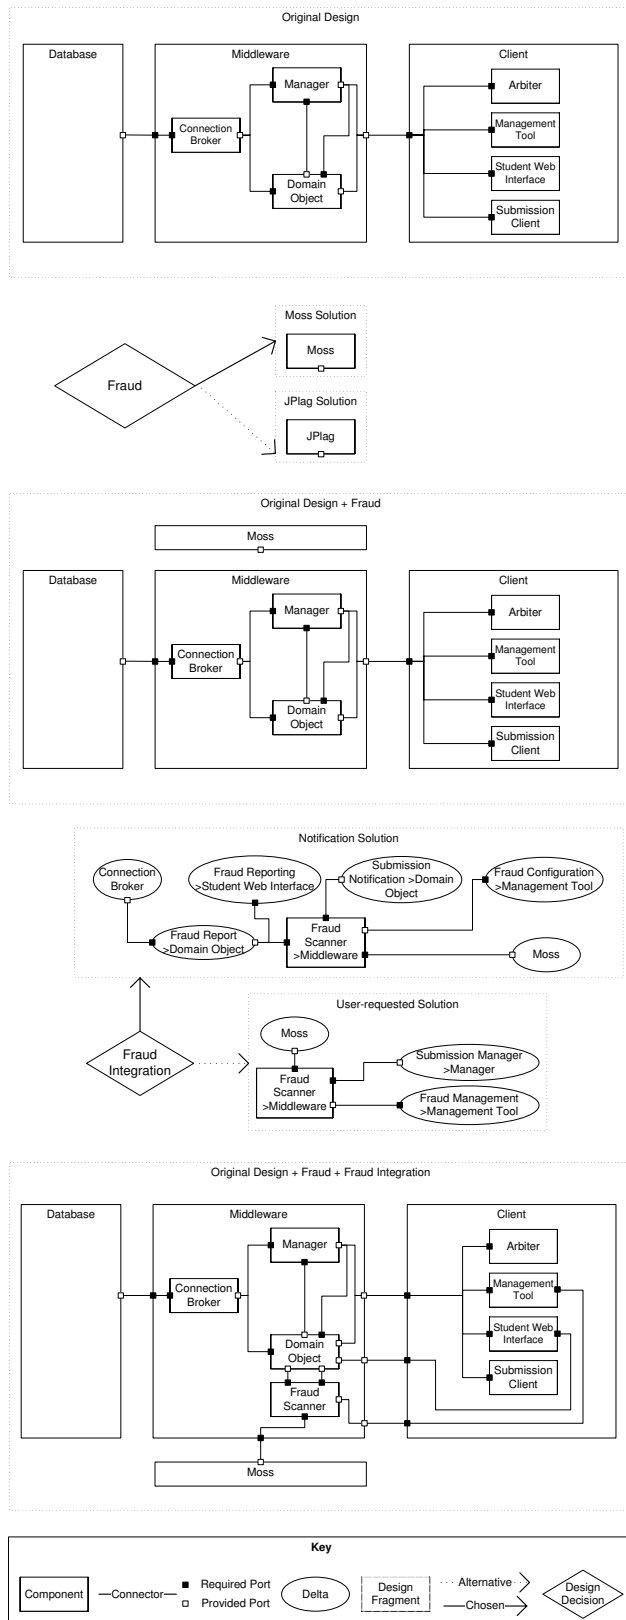 Original Design
Database
Middleware
Client
Manager
Connection
Broker
Domain
Object
Arbiter
Management
Tool
Student Web
Interface
Submission
Client
Fraud
Moss Solution
Moss
JPlag Solution
JPlag
Original Design + Fraud
Moss
Database
Middleware
Client
Manager
Connection
Broker
Domain
Object
Arbiter
Management
Tool
Student Web
Interface
Submission
Client
Notification Solution
Connection
Broker
Fraud Reporting
>Student Web Interface
Submission
Notification >Domain
Object
Fraud Configuration
>Management Tool
Fraud Report
>Domain Object
Fraud
Scanner
>Middleware
Moss
Fraud
Integration
User-requested Solution
Moss
Fraud
Scanner
>Middleware
Submission Manager
>Manager
Fraud Management
>Management Tool
Original Design + Fraud + Fraud Integration
Database
Middleware
Client
Manager
Connection
Broker
Domain
Object
Fraud
Scanner
Arbiter
Management
Tool
Student Web
Interface
Submission
Client
Moss
Key
Component
Connector
Required Port
Provided Port
Delta
Design
Fragment
Alternative
Chosen
Design
Decision